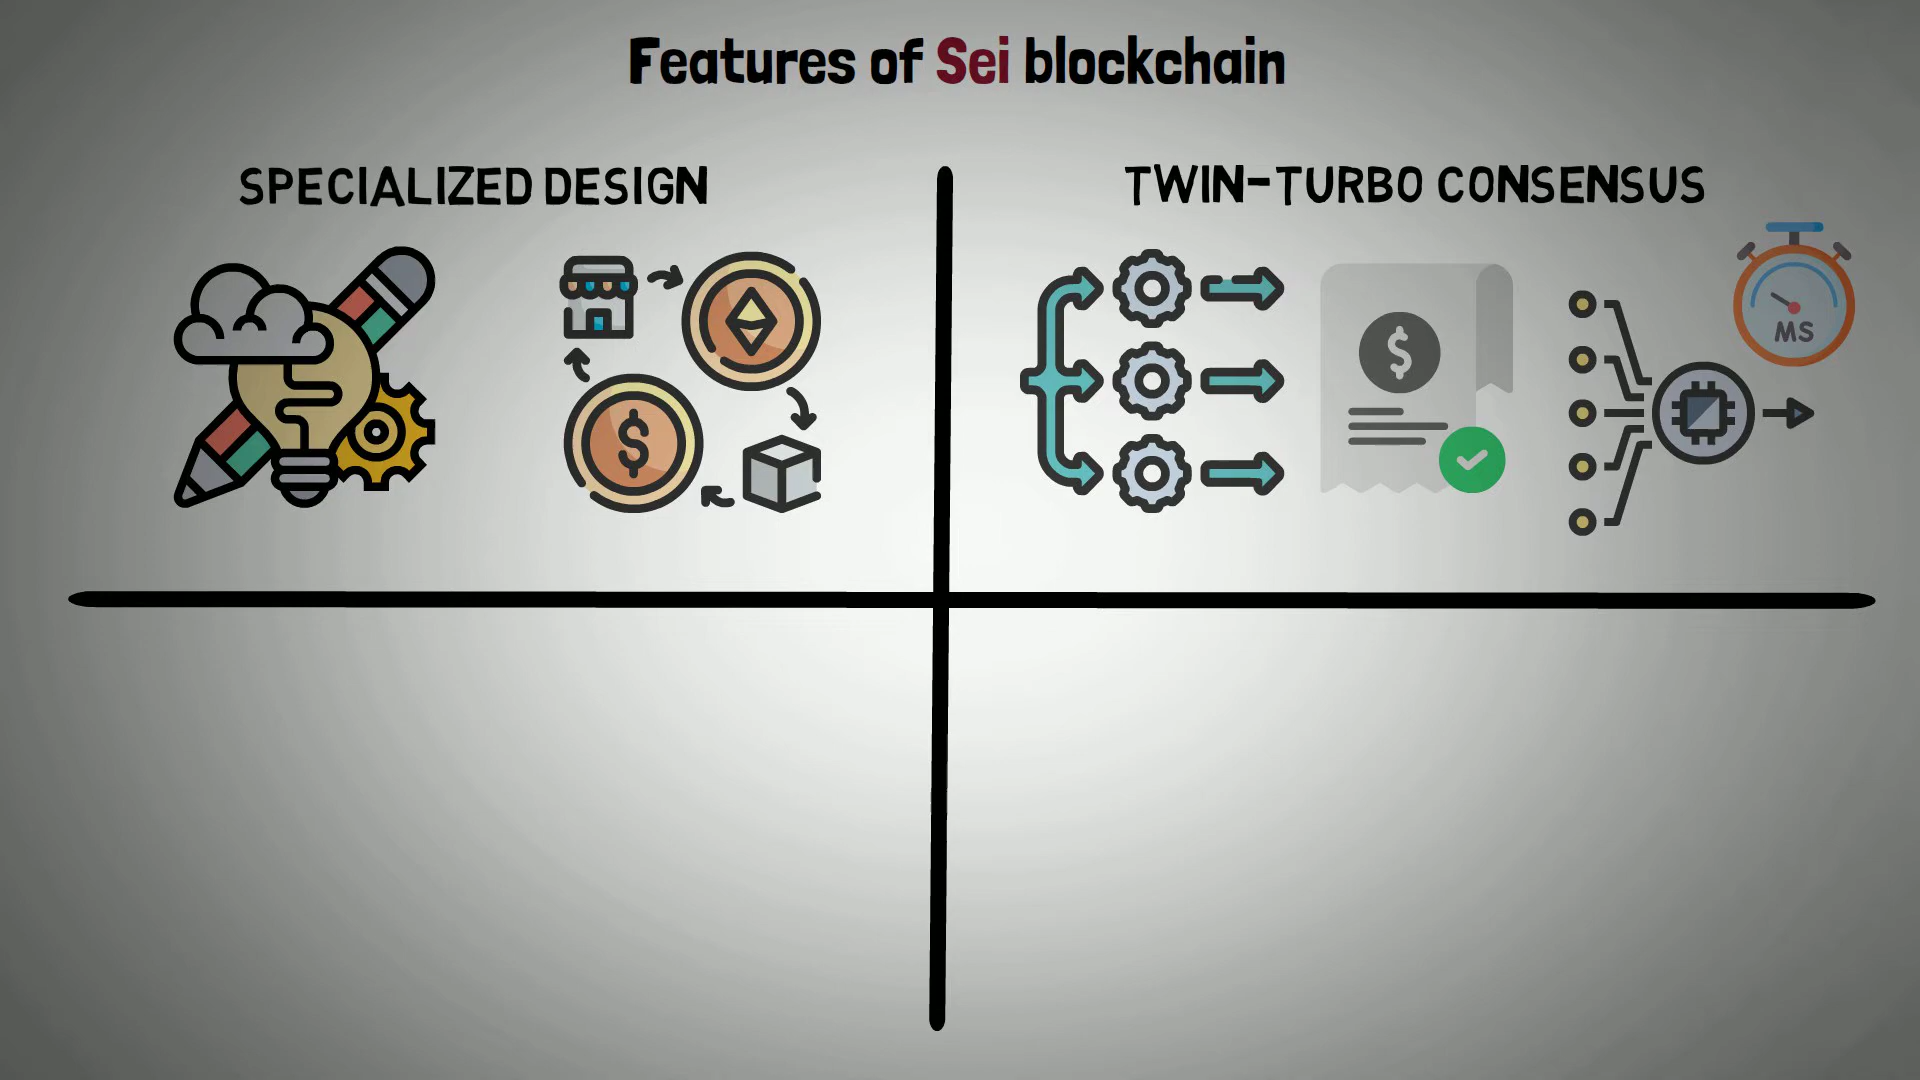 Features of Sei blockchain
SPECIALIZED DESIGN
TWIN-TURBO CONSENSUS
MS
$
$